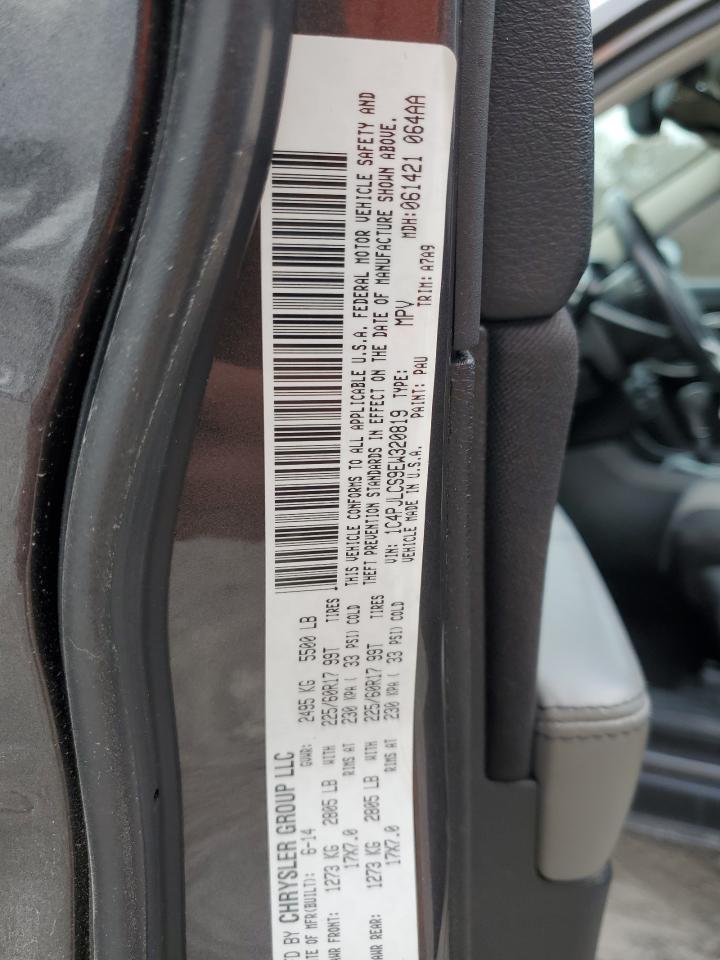 ED BY CHRYSLER GROUP LLC
ATE OF MFR(BUILT): 6-14 GVWR: 2495 KG 5500 LB
AWR FRONT: 1273 KG 2805 LB WITH 225/60R17 99T TIRES
17X7.0 RIMS AT 230 KPA ( 33 PSI) COLD
AWR REAR: 1273 KG 2805 LB WITH 225/60R17 99T TIRES
17X7.0 RIMS AT 230 KPA ( 33 PSI) COLD
THIS VEHICLE CONFORMS TO ALL APPLICABLE U.S.A. FEDERAL MOTOR VEHICLE SAFETY AND
THEFT PREVENTION STANDARDS IN EFFECT ON THE DATE OF MANUFACTURE SHOWN ABOVE.
VIN: 1C4PJLCS9EW320819 TYPE: MPV MDH:061421 064AA
VEHICLE MADE IN U.S.A. PAINT: PAU TRIM: A7A9